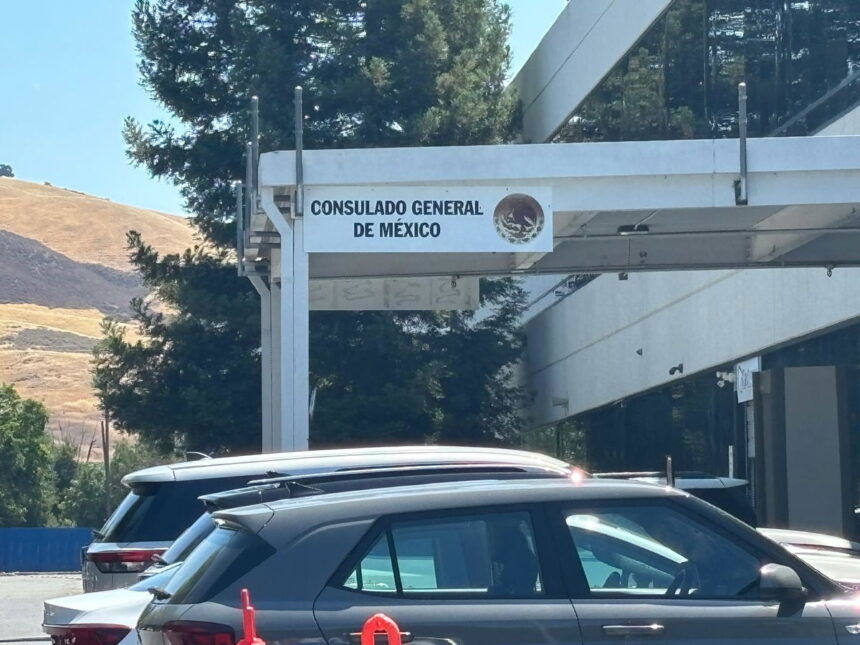 CONSULADO GENERAL
DE MÉXICO